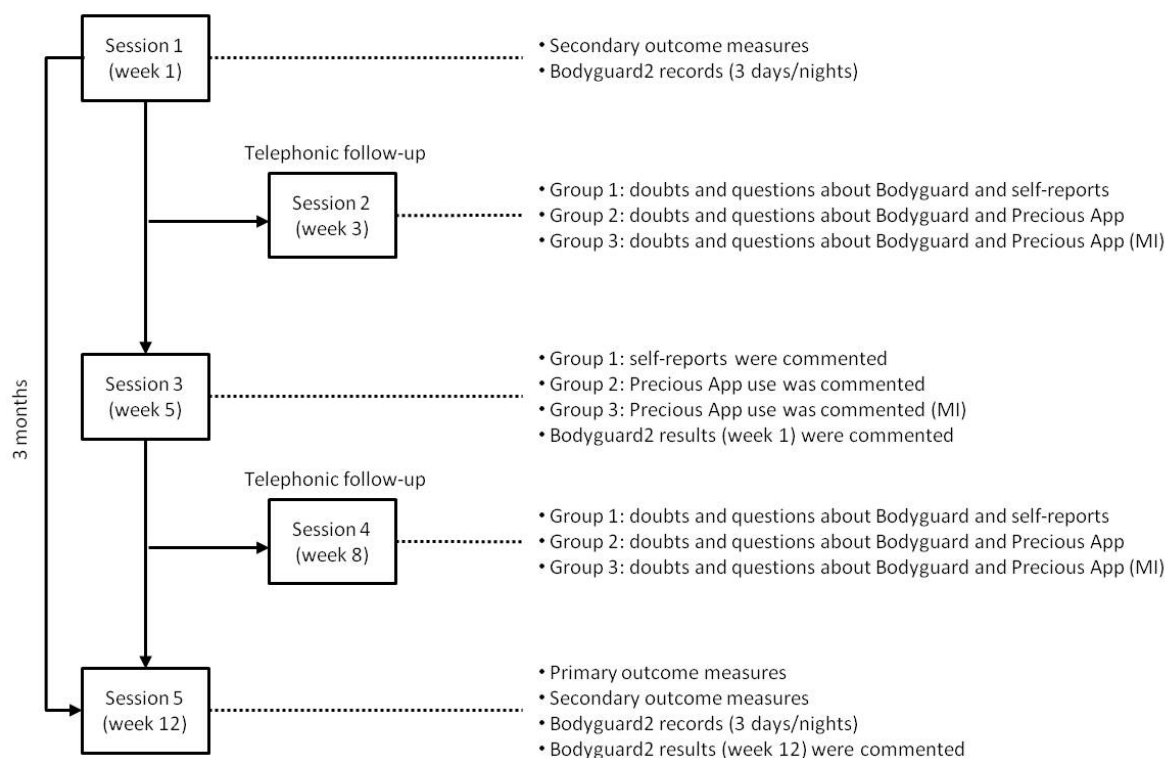 Session 1
(week 1)
• Secondary outcome measures
• Bodyguard2 records (3 days/nights)
Telephonic follow-up
Session 2
(week 3)
• Group 1: doubts and questions about Bodyguard and self-reports
• Group 2: doubts and questions about Bodyguard and Precious App
• Group 3: doubts and questions about Bodyguard and Precious App (MI)
3 months
Session 3
(week 5)
• Group 1: self-reports were commented
• Group 2: Precious App use was commented
• Group 3: Precious App use was commented (MI)
• Bodyguard2 results (week 1) were commented
Telephonic follow-up
Session 4
(week 8)
• Group 1: doubts and questions about Bodyguard and self-reports
• Group 2: doubts and questions about Bodyguard and Precious App
• Group 3: doubts and questions about Bodyguard and Precious App (MI)
Session 5
(week 12)
• Primary outcome measures
• Secondary outcome measures
• Bodyguard2 records (3 days/nights)
• Bodyguard2 results (week 12) were commented